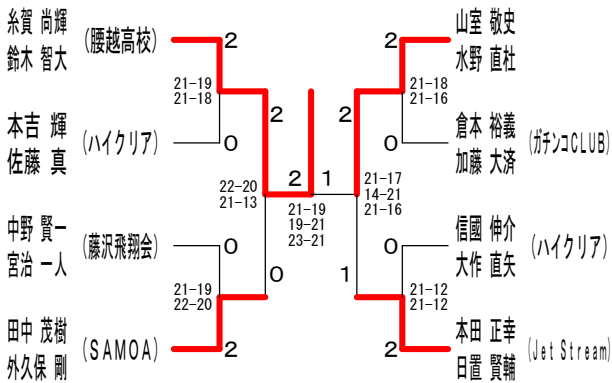 糸賀 尚輝
鈴木 智大
(腰越高校)
2
21-19
21-18
本吉 輝
佐藤 真
(ハイクリア)
0
2
22-20
21-13
中野 賢一
宮治 一人
(藤沢飛翔会)
0
21-19
22-20
0
田中 茂樹
外久保 剛
(SAMOA)
2
2
1
21-19
19-21
23-21
山室 敬史
水野 直杜
2
21-18
21-16
倉本 裕義
加藤 大済
(ガチンコCLUB)
0
2
21-17
14-21
21-16
信國 伸介
大作 直矢
(ハイクリア)
0
21-12
21-12
1
本田 正幸
日置 賢輔
(Jet Stream)
2